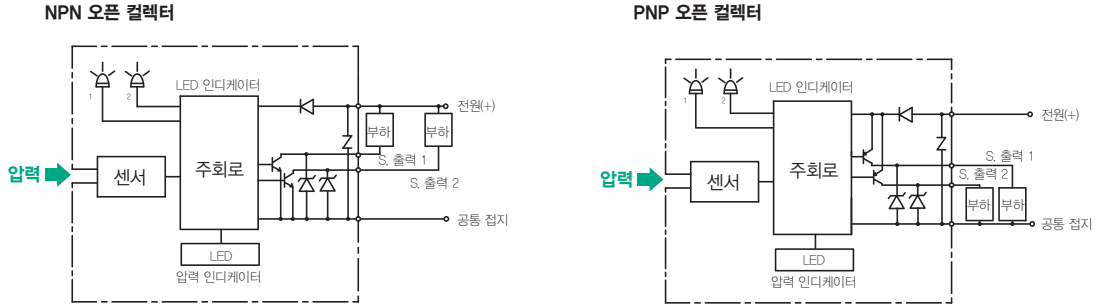 NPN 오픈 컬렉터
1
2
LED 인디케이터
전원(+)
부하
부하
S. 출력 1
압력
센서
주회로
S. 출력 2
공통 접지
LED
압력 인디케이터
PNP 오픈 컬렉터
1
2
LED 인디케이터
전원(+)
S. 출력 1
압력
센서
주회로
S. 출력 2
부하
부하
공통 접지
LED
압력 인디케이터